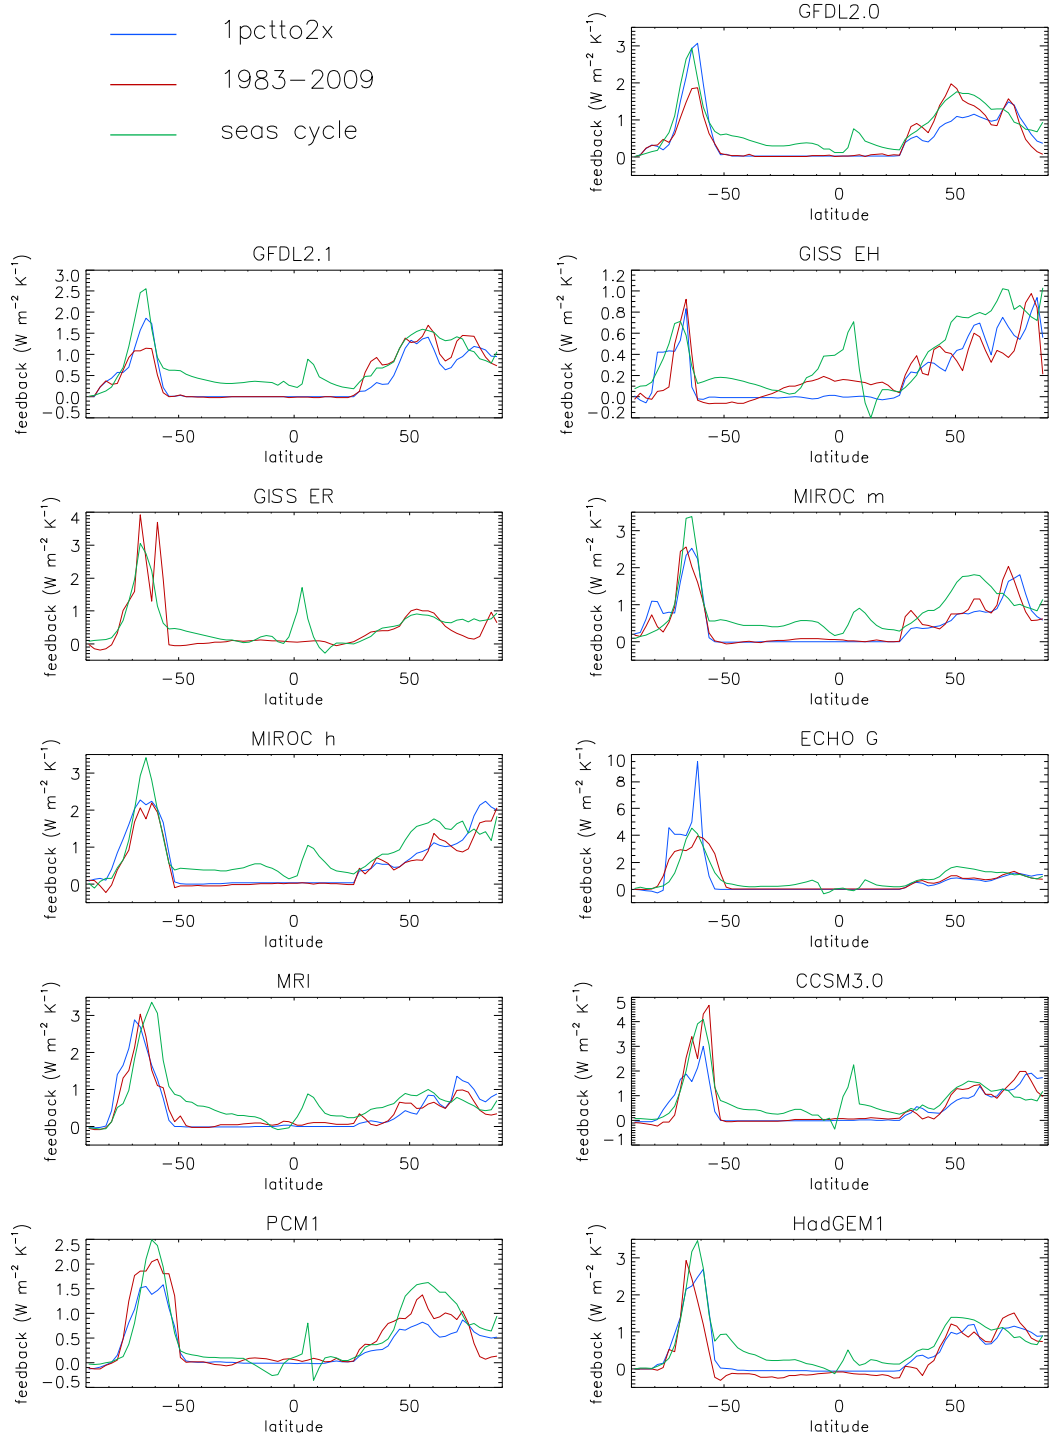 1pctto2x
1983-2009
seas cycle
GFDL2.0
feedback (W m⁻² K⁻¹)
3
2
1
0
-50 0 50
latitude
GFDL2.1
feedback (W m⁻² K⁻¹)
3.0
2.5
1.5
1.0
0.5
0.0
-0.5
-50 0 50
latitude
GISS EH
feedback (W m⁻² K⁻¹)
1.2
1.0
0.8
0.6
0.4
0.2
0.0
-0.2
-50 0 50
latitude
GISS ER
feedback (W m⁻² K⁻¹)
4
3
2
1
0
-50 0 50
latitude
MIROC m
feedback (W m⁻² K⁻¹)
3
2
1
0
-50 0 50
latitude
MIROC h
feedback (W m⁻² K⁻¹)
3
2
1
0
-50 0 50
latitude
ECHO G
feedback (W m⁻² K⁻¹)
10
8
6
4
2
0
-50 0 50
latitude
MRI
feedback (W m⁻² K⁻¹)
3
2
1
0
-50 0 50
latitude
CCSM3.0
feedback (W m⁻² K⁻¹)
5
4
3
2
1
0
-1
-50 0 50
latitude
PCM1
feedback (W m⁻² K⁻¹)
2.5
2.0
1.5
1.0
0.5
0.0
-0.5
-50 0 50
latitude
HadGEM1
feedback (W m⁻² K⁻¹)
3
2
1
0
-50 0 50
latitude